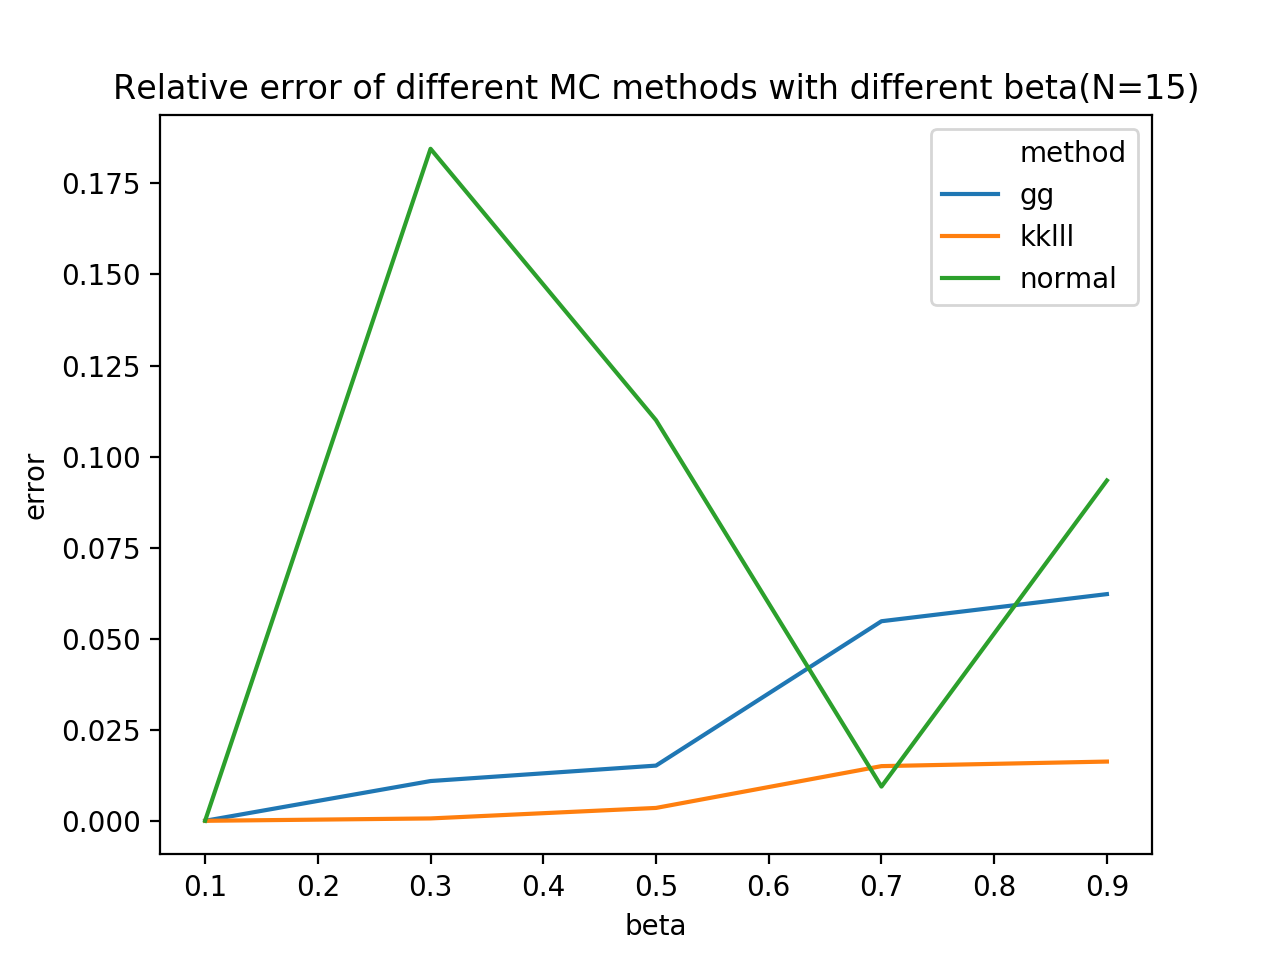 Relative error of different MC methods with different beta(N=15)
method
gg
kklll
normal
0.175
0.150
0.125
0.100
0.075
0.050
0.025
0.000
error
0.1 0.2 0.3 0.4 0.5 0.6 0.7 0.8 0.9
beta